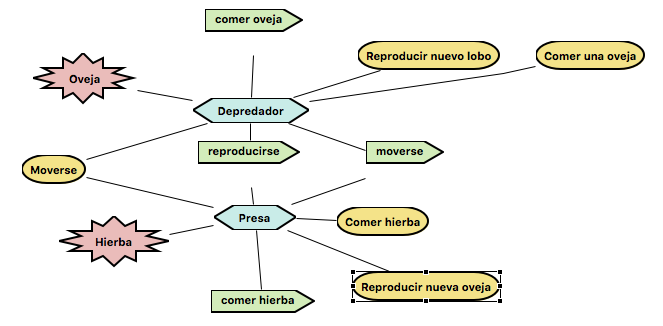 comer oveja
Reproducir nuevo lobo
Comer una oveja
Oveja
Depredador
reproducirse
moverse
Moverse
Presa
Comer hierba
Hierba
Reproducir nueva oveja
comer hierba